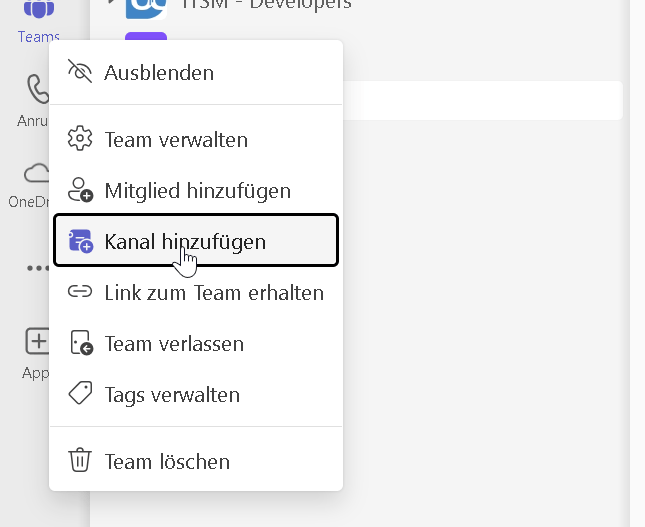 ITSM - Developers
Teams
Ausblenden
Anru
Team verwalten
Mitglied hinzufügen
OneDr
Kanal hinzufügen
Link zum Team erhalten
Team verlassen
App
Tags verwalten
Team löschen